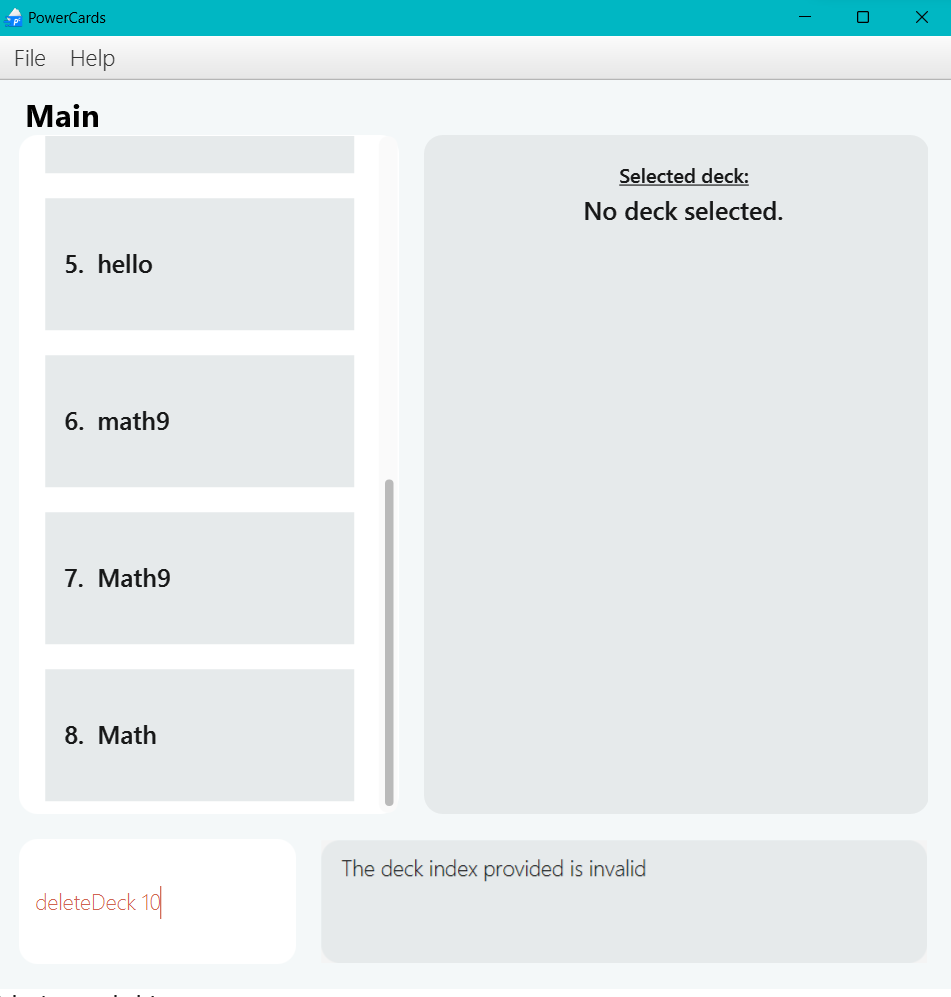 PowerCards
File Help
Main
5. hello
6. math9
7. Math9
8. Math
Selected deck:
No deck selected.
deleteDeck 10
The deck index provided is invalid